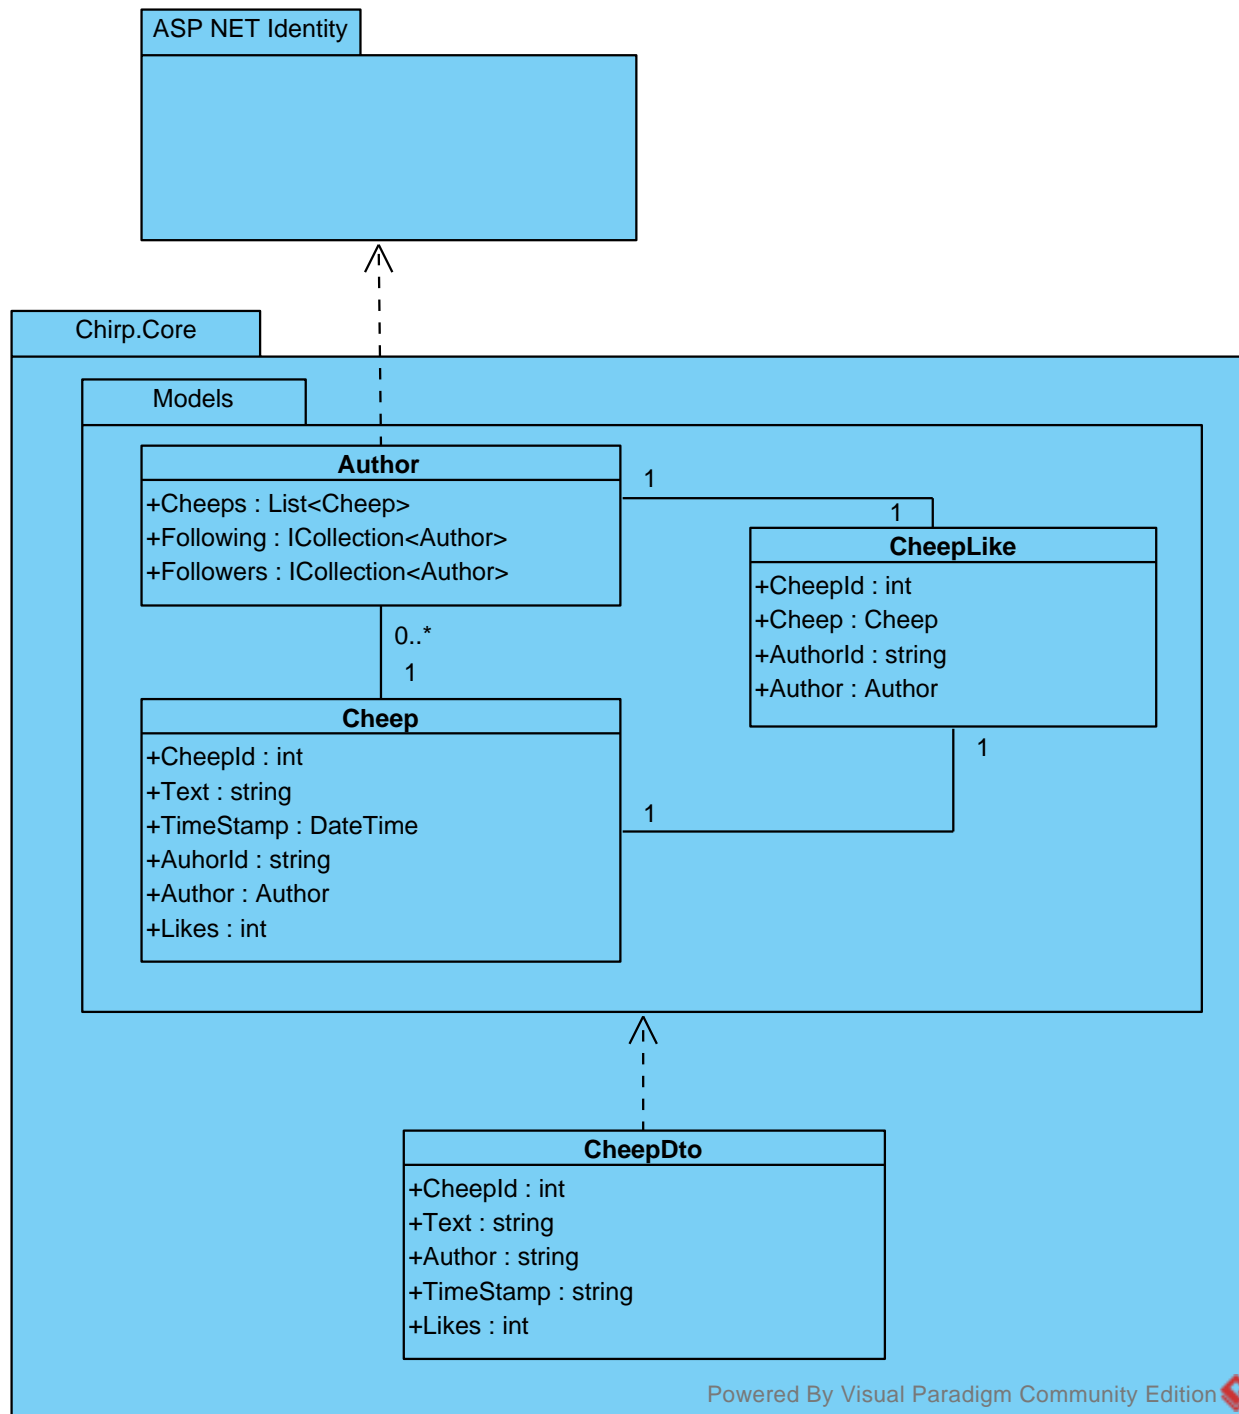 ASP NET Identity
Chirp.Core
Models
Author
+Cheeps : List<Cheep>
+Following : ICollection<Author>
+Followers : ICollection<Author>
1
1
CheepLike
+CheepId : int
+Cheep : Cheep
+AuthorId : string
+Author : Author
0..*
1
Cheep
+CheepId : int
+Text : string
+TimeStamp : DateTime
+AuhorId : string
+Author : Author
+Likes : int
1
1
CheepDto
+CheepId : int
+Text : string
+Author : string
+TimeStamp : string
+Likes : int
Powered By Visual Paradigm Community Edition